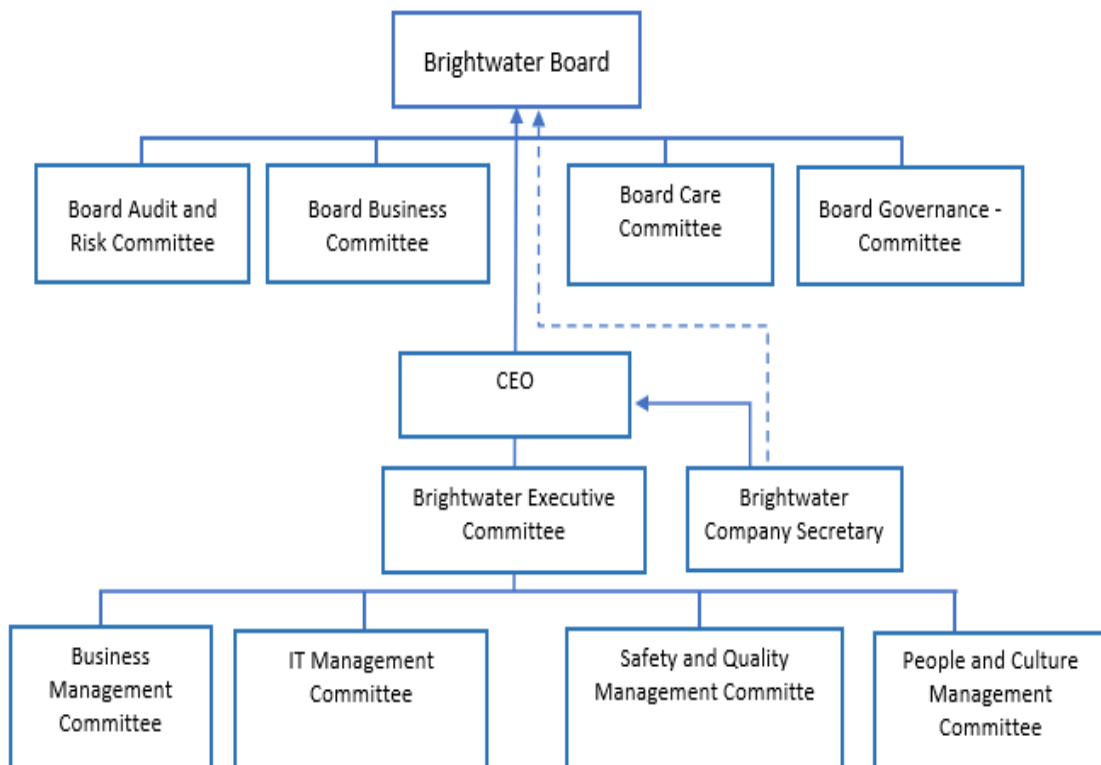 Brightwater Board
Board Audit and
Risk Committee
Board Business
Committee
Board Care
Committee
Board Governance -
Committee
CEO
Brightwater Executive
Committee
Brightwater
Company Secretary
Business
Management
Committee
IT Management
Committee
Safety and Quality
Management Committe
People and Culture
Management
Committee